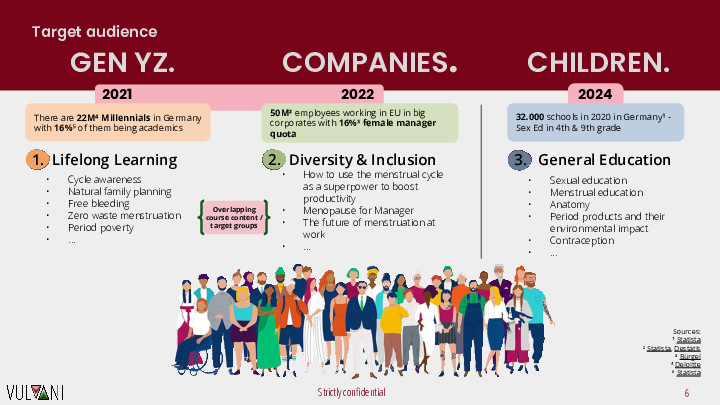 Target audience
GEN YZ.
COMPANIES.
CHILDREN.
2021
2022
2024
There are 22M⁴ Millennials in Germany
with 16%⁵ of them being academics
50M² employees working in EU in big
corporates with 16%³ female manager
quota
32.000 schools in 2020 in Germany¹ -
Sex Ed in 4th & 9th grade
1. Lifelong Learning
• Cycle awareness
• Natural family planning
• Free bleeding
• Zero waste menstruation
• Period poverty
• ...
Overlapping
course content /
target groups
2. Diversity & Inclusion
• How to use the menstrual cycle
as a superpower to boost
productivity
• Menopause for Manager
• The future of menstruation at
work
• ...
3. General Education
• Sexual education
• Menstrual education
• Anatomy
• Period products and their
environmental impact
• Contraception
• ...
Sources:
¹ Statista
² Statista, Destatis
³ Bürgel
⁴ Deloitte
⁵ Statista
VULVANI
Strictly confidential
6